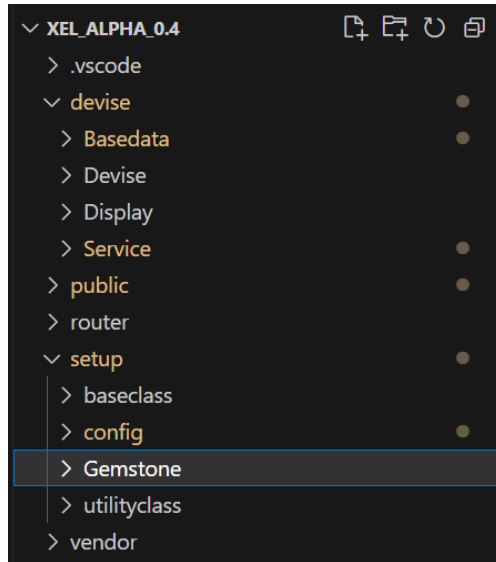 XEL_ALPHA_0.4
.vscode
devise
Basedata
Devise
Display
Service
public
router
setup
baseclass
config
Gemstone
utilityclass
vendor